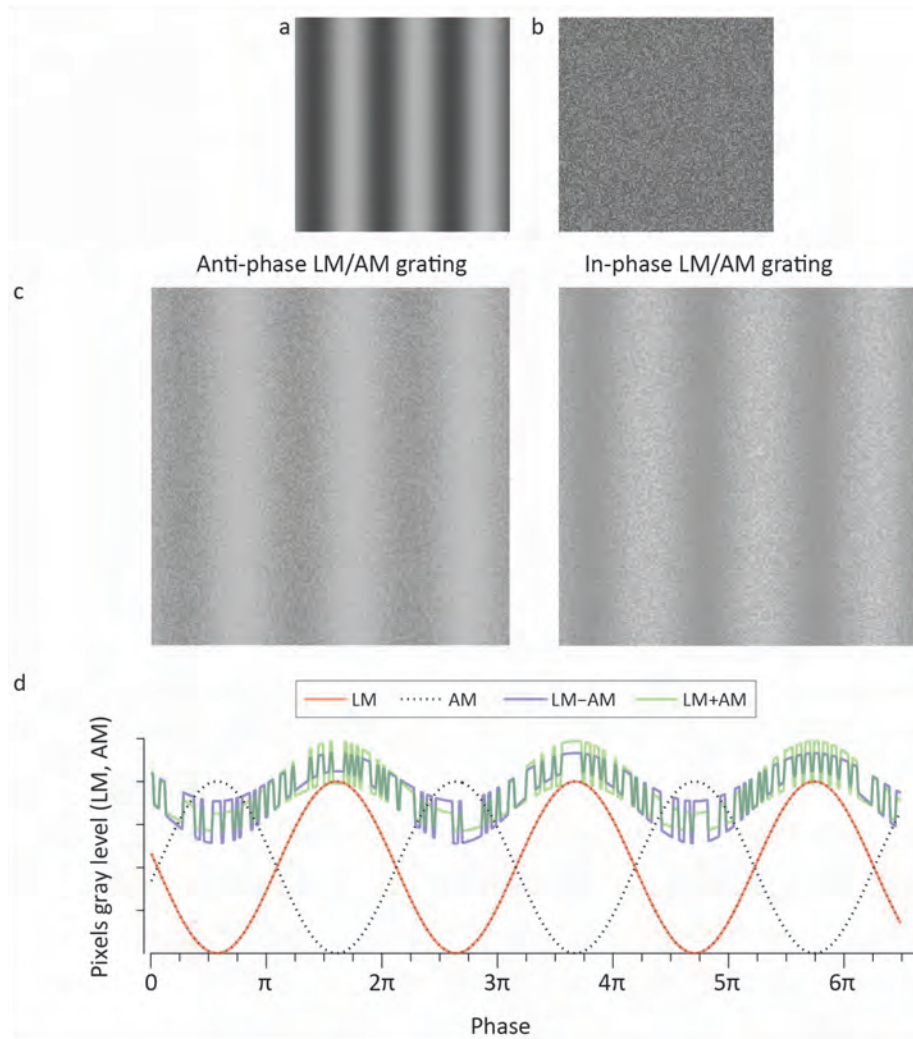 a
b
Anti-phase LM/AM grating
In-phase LM/AM grating
c
d
LM
AM
LM−AM
LM+AM
Pixels gray level (LM, AM)
0
π
2π
3π
4π
5π
6π
Phase